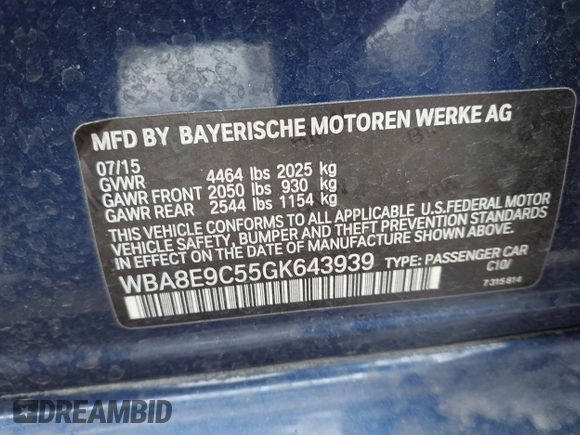 MFD BY BAYERISCHE MOTOREN WERKE AG
07/15
GVWR 4464 lbs 2025 kg
GAWR FRONT 2050 lbs 930 kg
GAWR REAR 2544 lbs 1154 kg
THIS VEHICLE CONFORMS TO ALL APPLICABLE U.S.FEDERAL MOTOR
VEHICLE SAFETY, BUMPER AND THEFT PREVENTION STANDARDS
IN EFFECT ON THE DATE OF MANUFACTURE SHOWN ABOVE.
WBA8E9C55GK643939 TYPE: PASSENGER CAR
C10/
7315814
DREAMBID